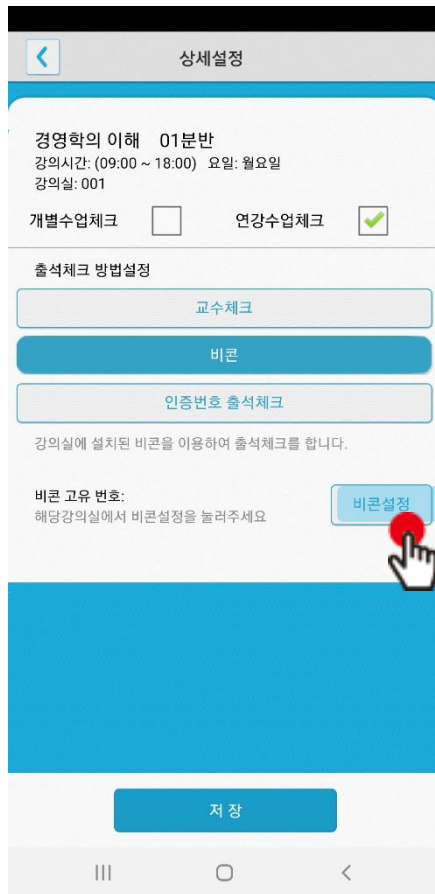 상세설정
경영학의 이해 01분반
강의시간: (09:00 ~ 18:00) 요일: 월요일
강의실: 001
개별수업체크 연강수업체크
출석체크 방법설정
교수체크
비콘
인증번호 출석체크
강의실에 설치된 비콘을 이용하여 출석체크를 합니다.
비콘 고유 번호:
해당강의실에서 비콘설정을 눌러주세요
비콘설정
저 장